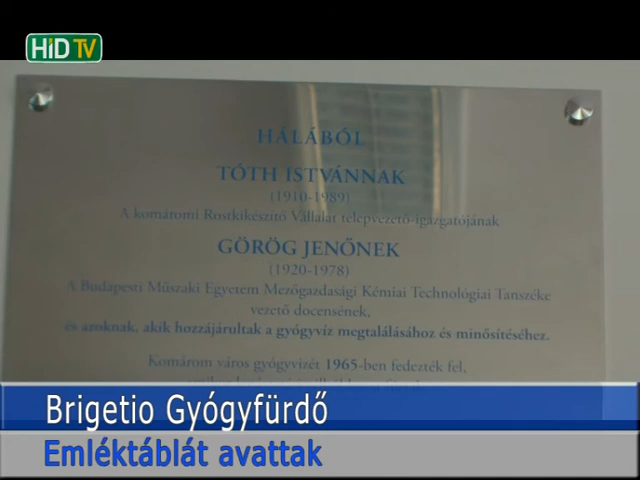 HiD TV
HÁLÁBÓL
TÓTH ISTVÁNNAK
(1910-1989)
A komáromi Rostkikészítő Vállalat telepvezető-igazgatójának
GÖRÖG JENŐNEK
(1920-1978)
A Budapesti Műszaki Egyetem Mezőgazdasági Kémiai Technológiai Tanszéke
vezető docensének,
és azoknak, akik hozzájárultak a gyógyvíz megtalálásához és minősítéséhez.
Komárom város gyógyvizét 1965-ben fedezték fel,
Brigetio Gyógyfürdő
Emléktáblát avattak